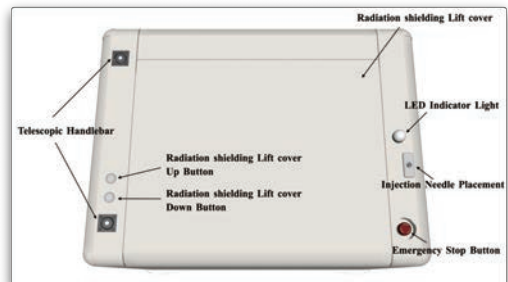 Radiation shielding Lift cover
LED Indicator Light
Telescopic Handlebar
Radiation shielding Lift cover
Up Button
Injection Needle Placement
Radiation shielding Lift cover
Down Button
Emergency Stop Button